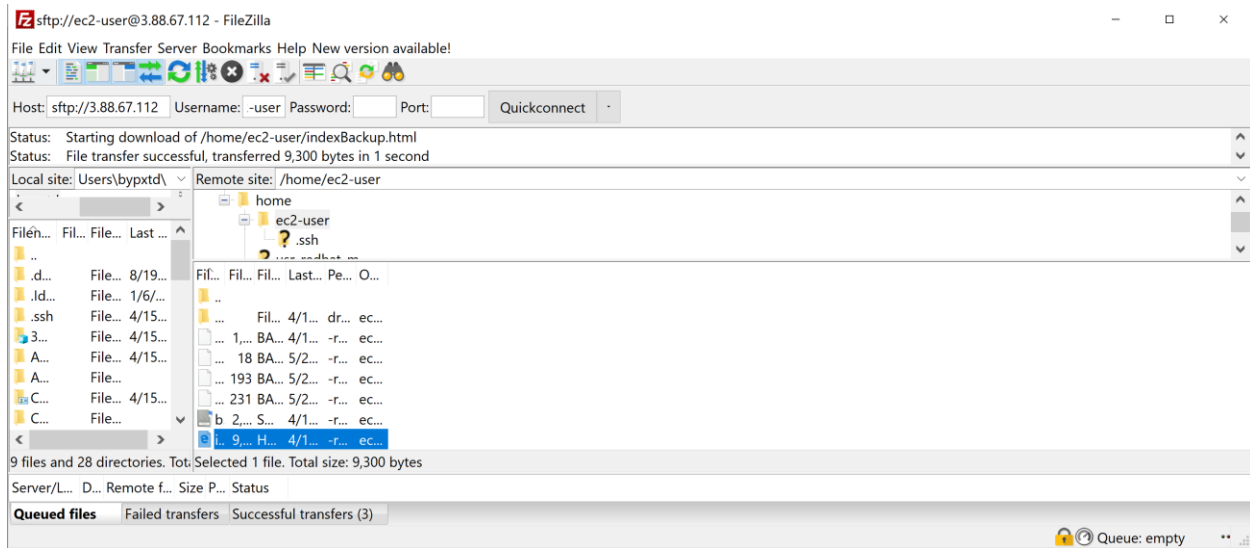 sftp://ec2-user@3.88.67.112 - FileZilla
File Edit View Transfer Server Bookmarks Help New version available!
Host: sftp://3.88.67.112 Username: -user Password: Port: Quickconnect
Status: Starting download of /home/ec2-user/indexBackup.html
Status: File transfer successful, transferred 9,300 bytes in 1 second
Local site: Users\bypxtd\ Remote site: /home/ec2-user
home
ec2-user
.ssh
Filen... Fil... File... Last ...
..
.d... File... 8/19...
.ld... File... 1/6/...
.ssh File... 4/15...
3... File... 4/15...
A... File... 4/15...
A... File...
C... File... 4/15...
C... File...
Fil... Fil... Fil... Last... Pe... O...
..
... Fil... 4/1... dr... ec...
... 1,... BA... 4/1... -r... ec...
... 18 BA... 5/2... -r... ec...
... 193 BA... 5/2... -r... ec...
... 231 BA... 5/2... -r... ec...
b 2,... S... 4/1... -r... ec...
i.. 9,... H... 4/1... -r... ec...
9 files and 28 directories. Tot Selected 1 file. Total size: 9,300 bytes
Server/L... D... Remote f... Size P... Status
Queued files Failed transfers Successful transfers (3)
Queue: empty